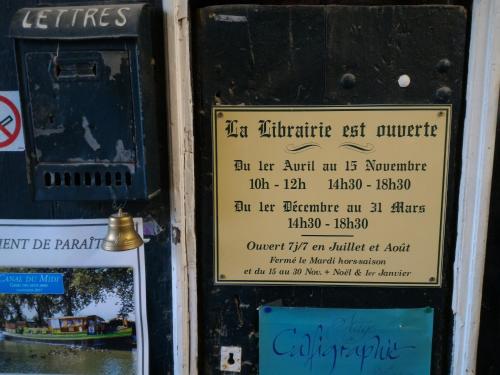 LETTRES
La Librairie est ouverte
Du 1er Avril au 15 Novembre
10h - 12h 14h30 - 18h30
Du 1er Décembre au 31 Mars
14h30 - 18h30
Ouvert 7j/7 en Juillet et Août
Fermé le Mardi hors-saison
et du 15 au 30 Nov. + Noël & 1er Janvier
ENT DE PARAÎT
CANAL DU MIDI
Calligraphie